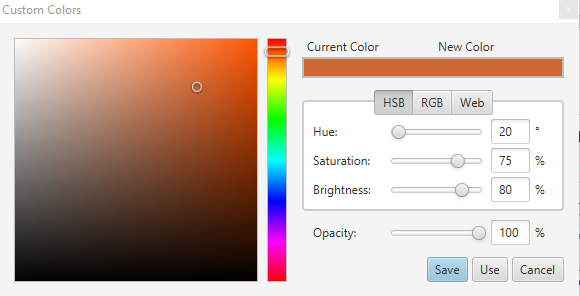 Custom Colors
Current Color New Color
HSB RGB Web
Hue: 20 °
Saturation: 75 %
Brightness: 80 %
Opacity: 100 %
Save Use Cancel